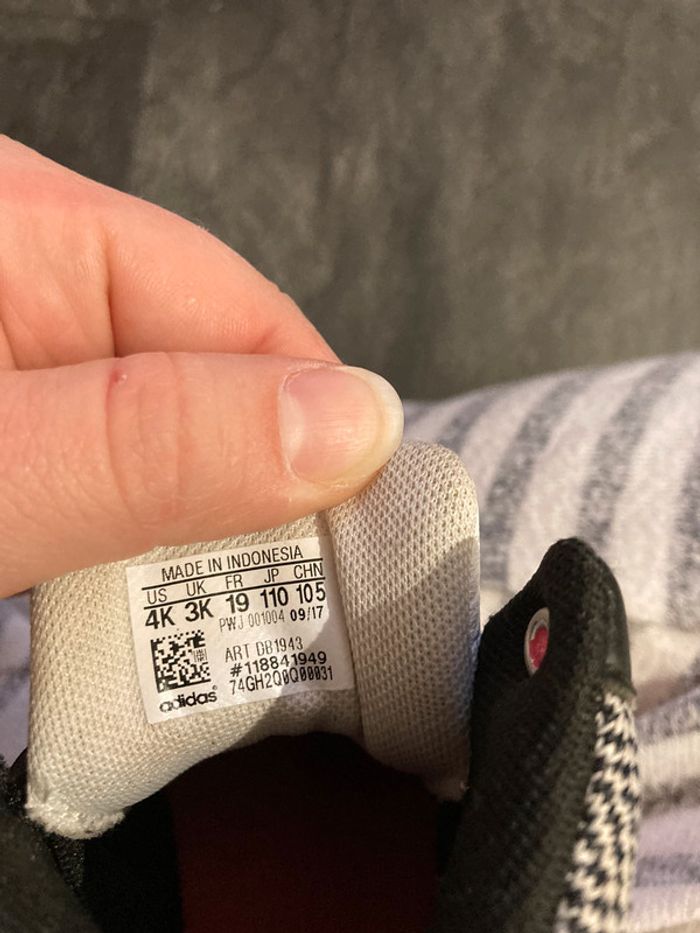 MADE IN INDONESIA
US UK FR JP CHN
4K 3K 19 110 105
PWJ 001004 09/17
ART DB1943
#118841949
74GH2Q0Q00031
adidas